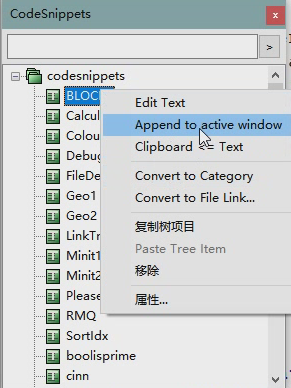 CodeSnippets
x
>
codesnippets
BLOC
Edit Text
Calcul
Append to active window
Colou
Clipboard <= Text
Debug
FileDe
Convert to Category
Geo1
Convert to File Link...
Geo2
复制树项目
LinkTr
Paste Tree Item
Minit1
移除
Minit2
Please
属性...
RMQ
SortIdx
boolisprime
cinn